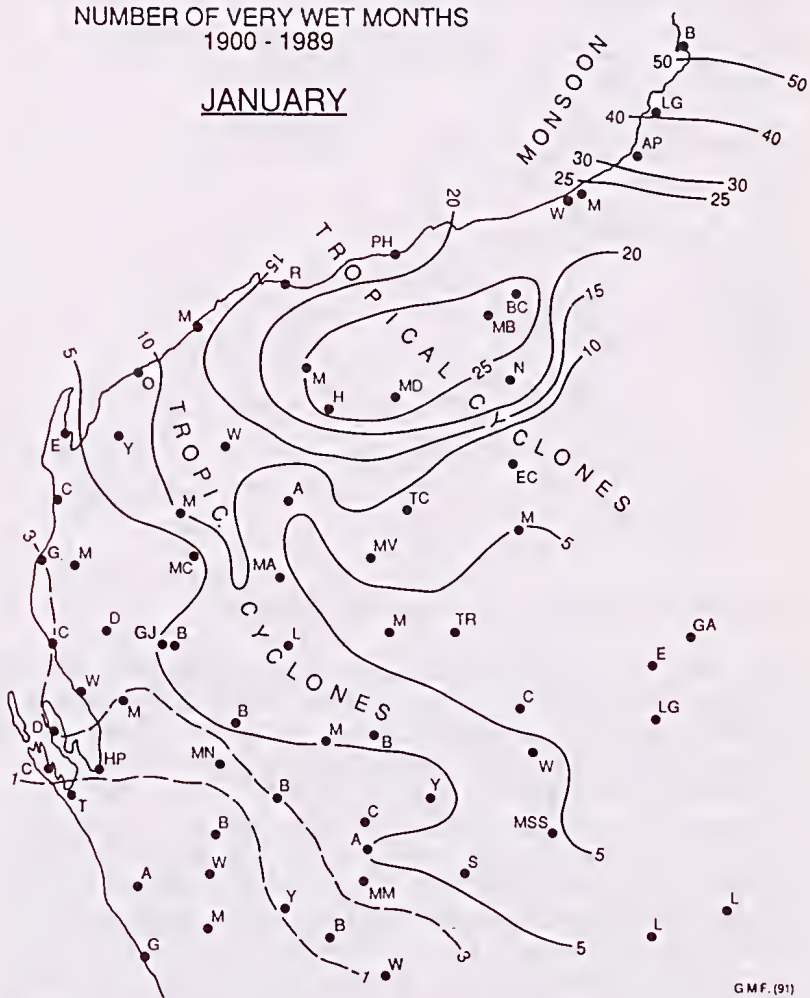 NUMBER OF VERY WET MONTHS
1900 - 1989
JANUARY
MONSOON
B
50
50
LG
40
40
AP
30
30
25
25
W M
20
PH
TROPICAL CYCLONES
15
R
20
15
BC
MB
M
10
10
5
M
25
N
O
MD
H
TROPIC. CYCLONES
E
Y
W
EC
C
A
TC
M
M
5
3
G.
M
MC
MV
MA
D
M
TR
GA
C
GJ
B
L
E
W
M
C
LG
B
D
M
B
W
MN
C
HP
1
B
Y
T
C
MSS
B
A
5
W
S
A
MM
Y
L
M
B
L
G
3
5
1
W
G.M.F. (91)